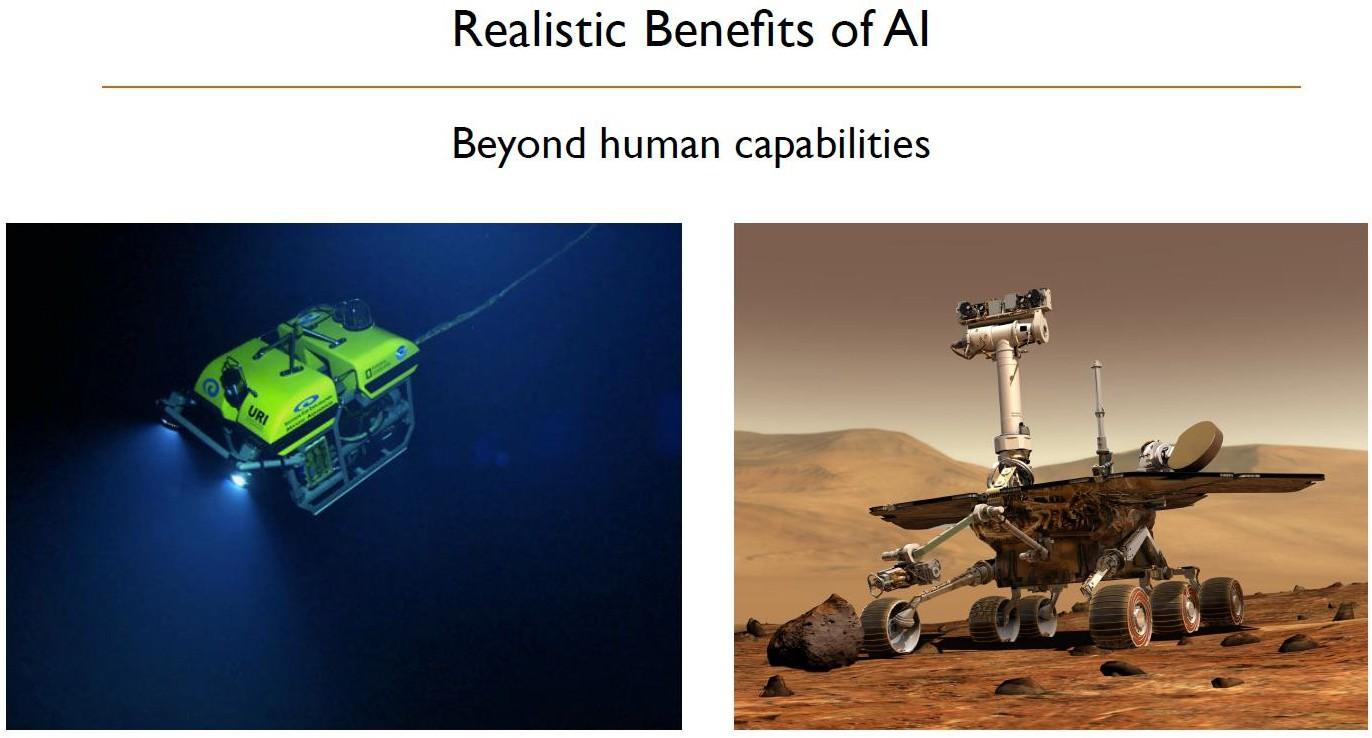 Realistic Benefits of AI
Beyond human capabilities
URI